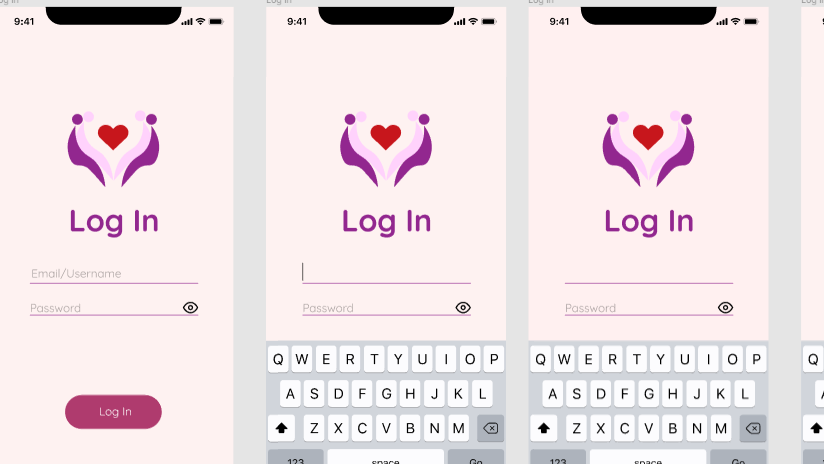 Log In
Log In
Log In
9:41
Log In
Email/Username
Password
Log In
9:41
Log In
Password
Q W E R T Y U I O P
A S D F G H J K L
Z X C V B N M
123 space Go
9:41
Log In
Password
Q W E R T Y U I O P
A S D F G H J K L
Z X C V B N M
123 space Go
Q